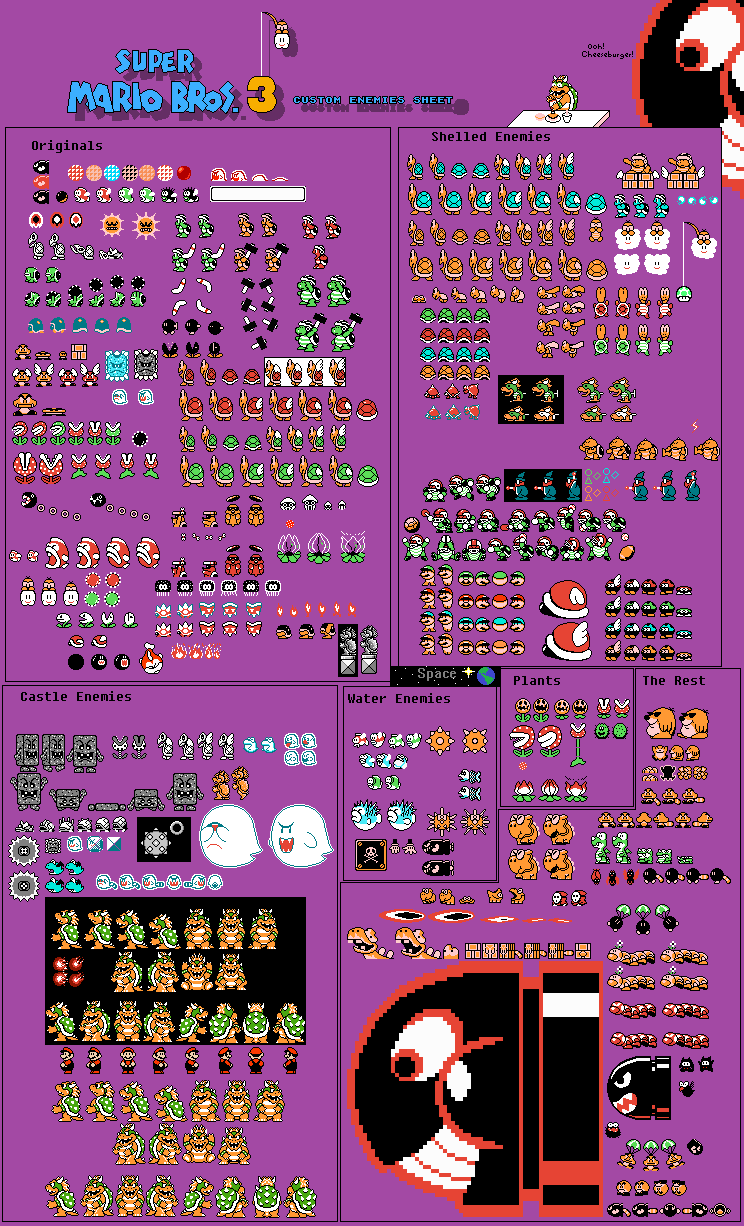 Ooh!
Cheeseburger!
SUPER
MARIO BROS. 3
CUSTOM ENEMIES SHEET
Originals
Shelled Enemies
Space
Plants
The Rest
Castle Enemies
Water Enemies